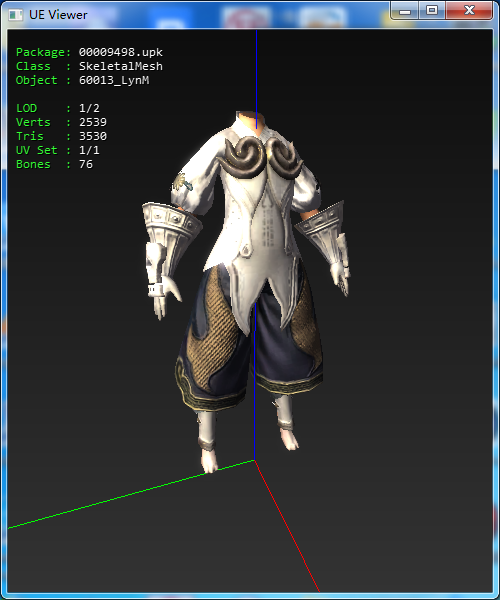 UE Viewer
Package: 00009498.upk
Class  : SkeletalMesh
Object : 60013_LynM
LOD    : 1/2
Verts  : 2539
Tris   : 3530
UV Set : 1/1
Bones  : 76